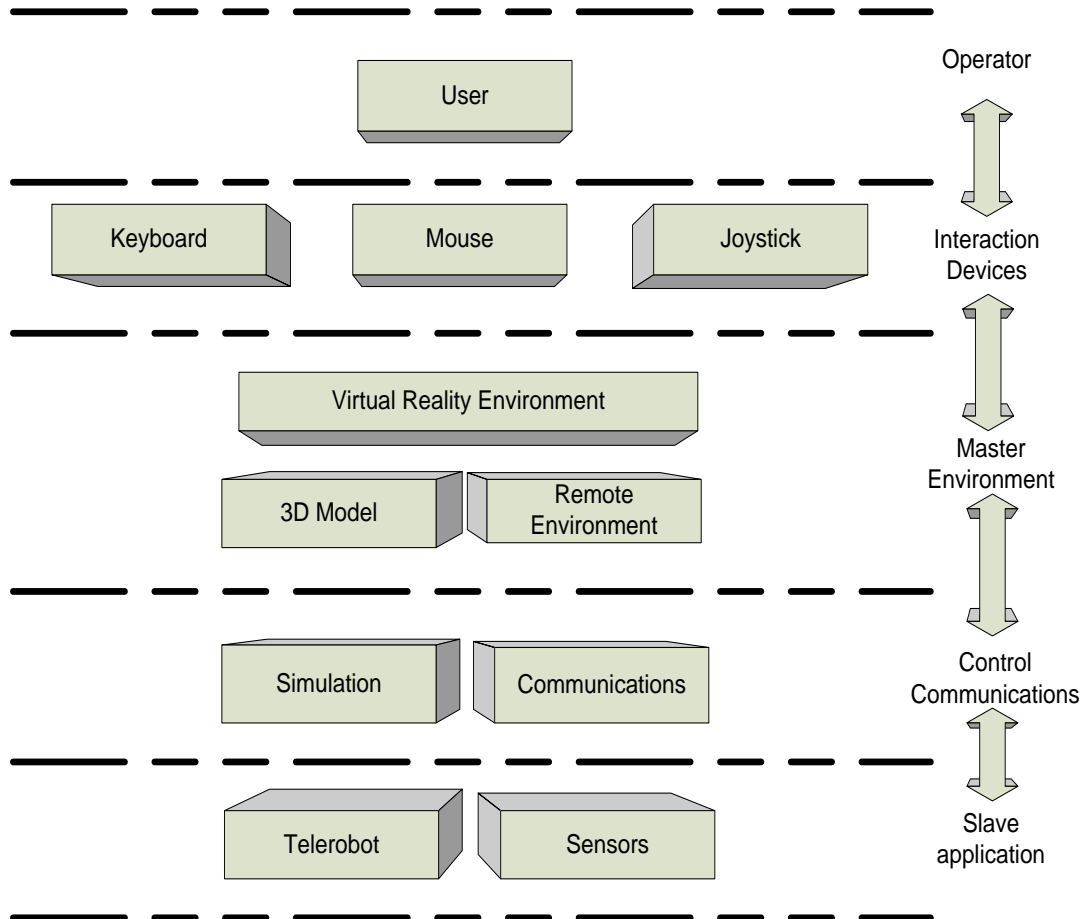 Operator
User
Keyboard
Mouse
Joystick
Interaction
Devices
Virtual Reality Environment
Master
Environment
3D Model
Remote
Environment
Control
Communications
Simulation
Communications
Telerobot
Sensors
Slave
application